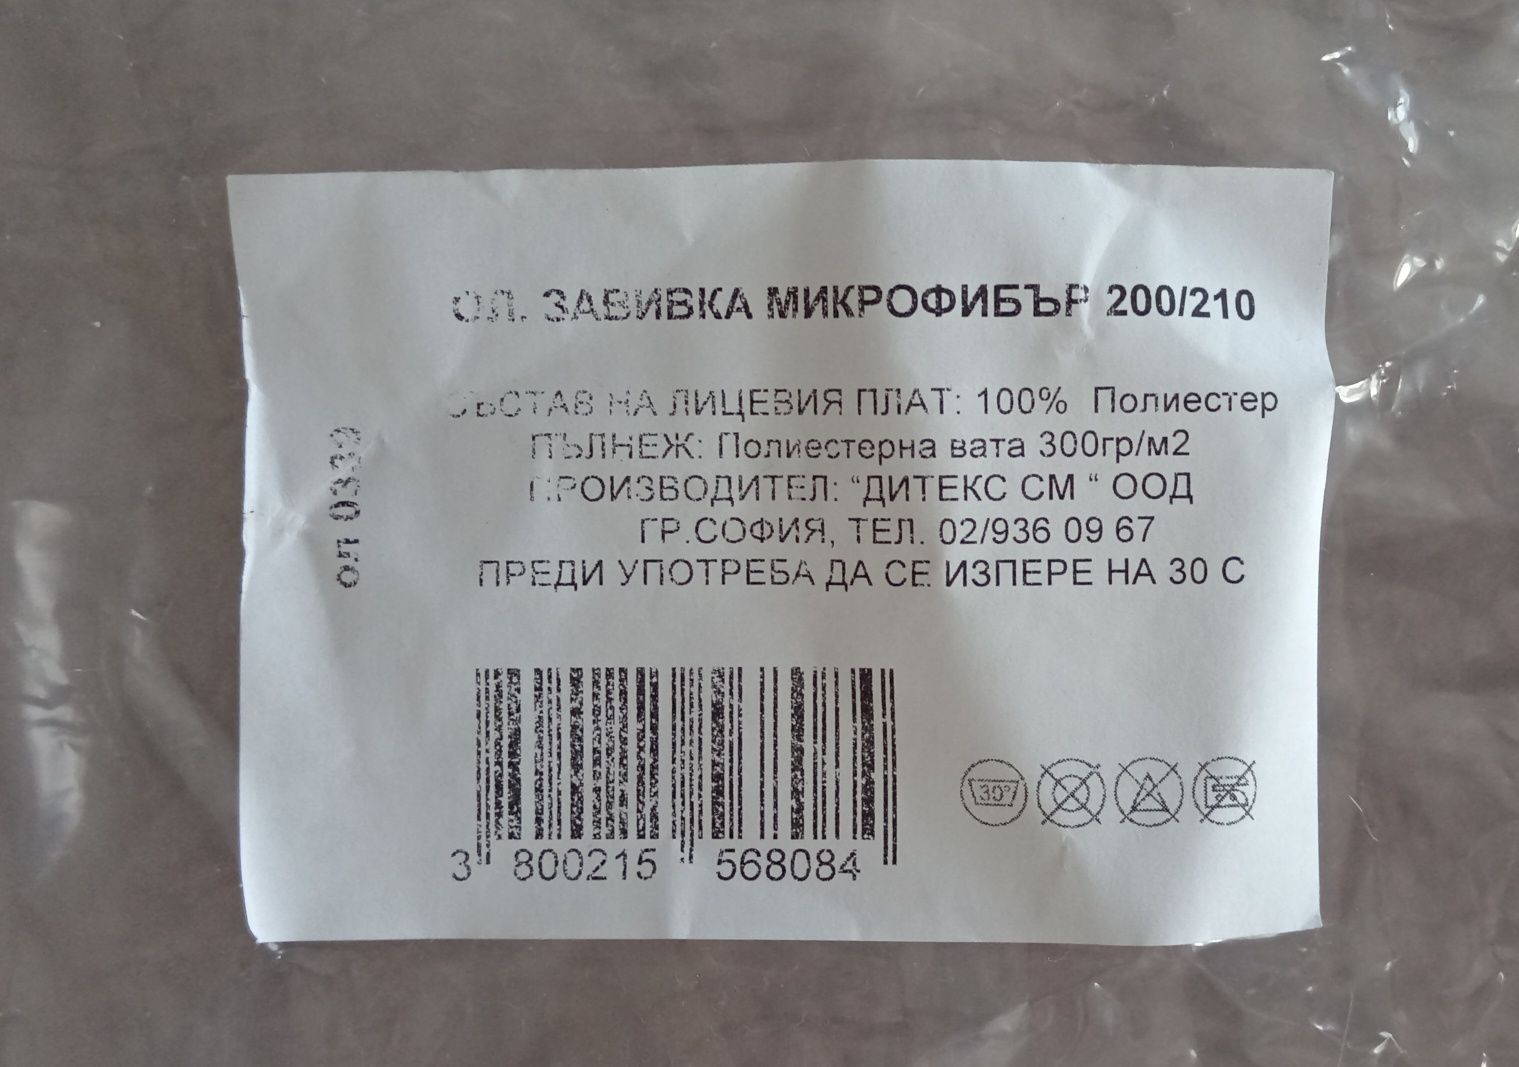 ОЛ. ЗАВИВКА МИКРОФИБЪР 200/210
СЪСТАВ НА ЛИЦЕВИЯ ПЛАТ: 100% Полиестер
ПЪЛНЕЖ: Полиестерна вата 300гр/м2
ПРОИЗВОДИТЕЛ: “ДИТЕКС СМ “ ООД
ГР.СОФИЯ, ТЕЛ. 02/936 09 67
ПРЕДИ УПОТРЕБА ДА СЕ ИЗПЕРЕ НА 30 С
ОЛ 0339
30°
3 800215 568084